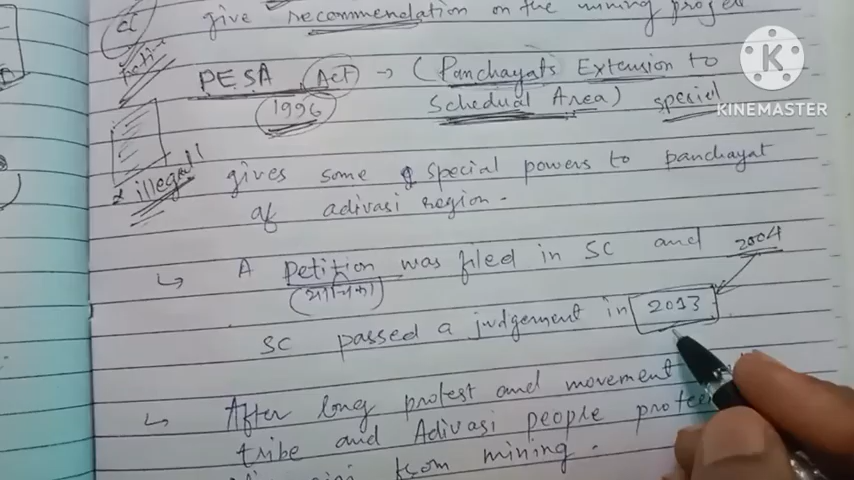 give recommendation on the mining project
PESA (Act) → (Panchayats Extension to
1996 Schedual Area) special
K
KINEMASTER
illegal
gives some special powers to panchayat
of adivasi region.
↳ A petition was filed in SC and 2004
(याचिका)
SC passed a judgement in 2013
↳ After long protest and movement
tribe and Adivasi people
from mining.